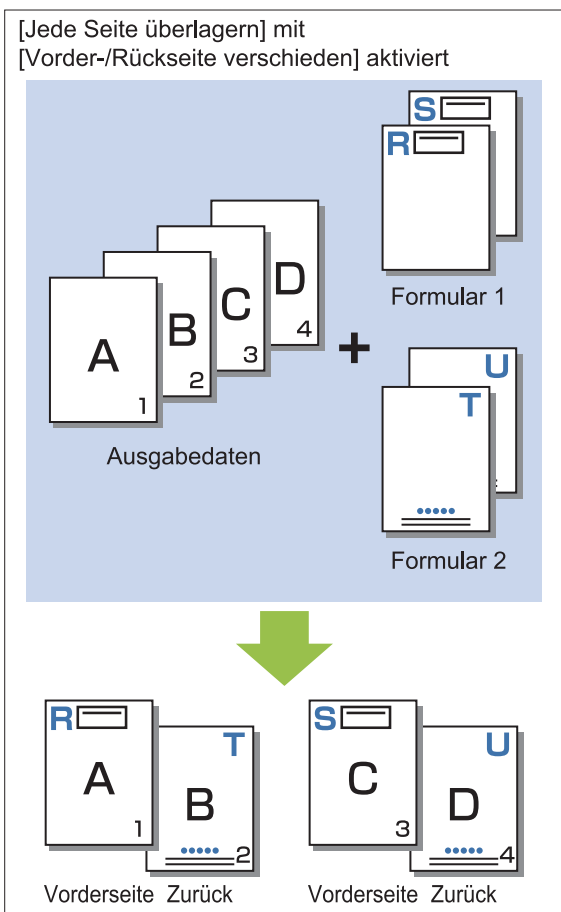 [Jede Seite überlagern] mit
[Vorder-/Rückseite verschieden] aktiviert
S
R
Formular 1
A
1
B
2
C
3
D
4
+
Ausgabedaten
U
T
Formular 2
R
A
1
T
B
2
S
C
3
U
D
4
Vorderseite Zurück
Vorderseite Zurück